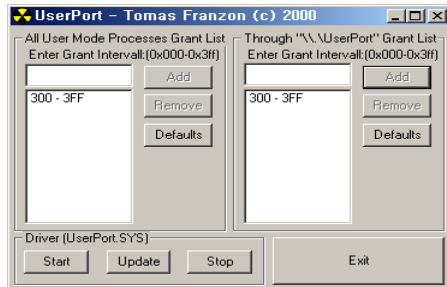 UserPort – Tomas Franzon (c) 2000
All User Mode Processes Grant List
Enter Grant Intervall:(0x000-0x3ff)
Add
300 - 3FF
Remove
Defaults
Through "\\.\UserPort" Grant List
Enter Grant Intervall:(0x000-0x3ff)
Add
300 - 3FF
Remove
Defaults
Driver (UserPort.SYS)
Start
Update
Stop
Exit